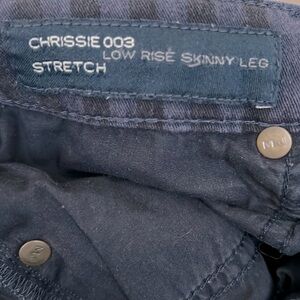 CHRISSIE 003
LOW RISE SKINNY LEG
STRETCH